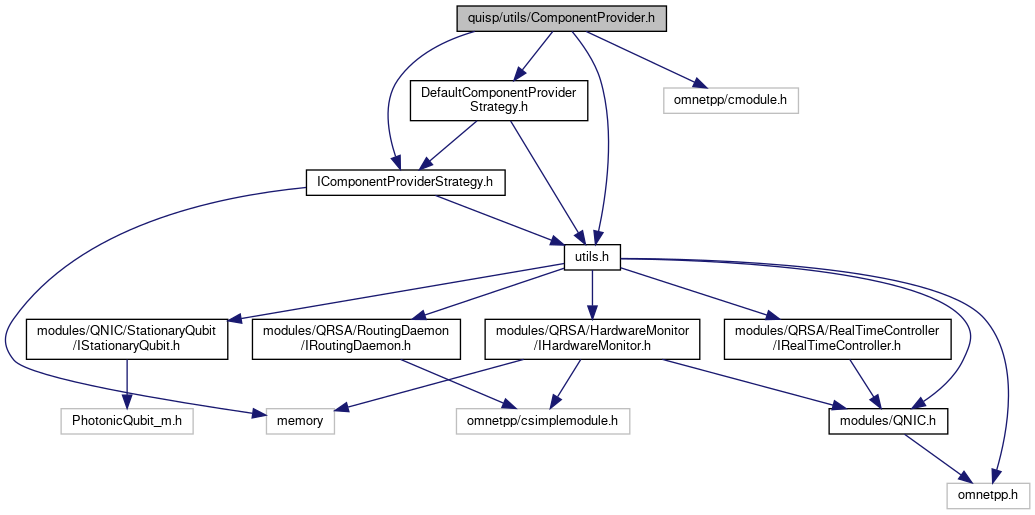 quisp/utils/ComponentProvider.h
DefaultComponentProvider
Strategy.h
omnetpp/cmodule.h
IComponentProviderStrategy.h
utils.h
modules/QNIC/StationaryQubit
/IStationaryQubit.h
modules/QRSA/RoutingDaemon
/IRoutingDaemon.h
modules/QRSA/HardwareMonitor
/IHardwareMonitor.h
modules/QRSA/RealTimeController
/IRealTimeController.h
PhotonicQubit_m.h
memory
omnetpp/csimplemodule.h
modules/QNIC.h
omnetpp.h